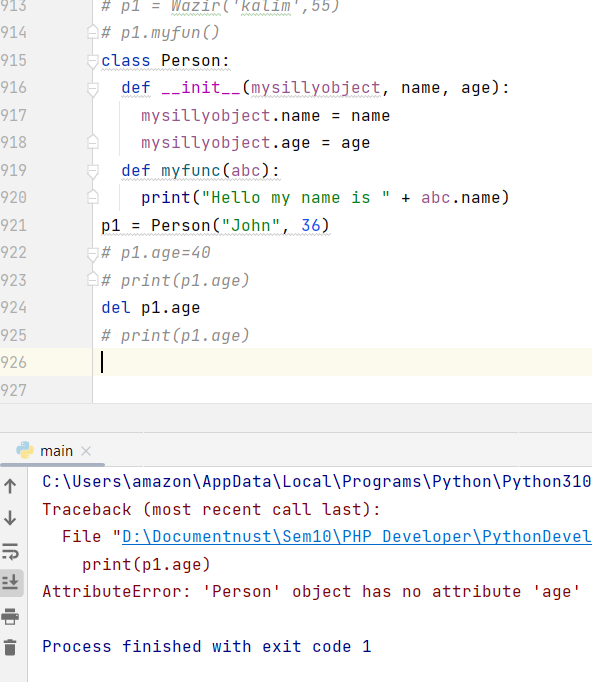 913 # p1 = Wazir('kalim',55)
914 # p1.myfun()
915 class Person:
916 def __init__(mysillyobject, name, age):
917 mysillyobject.name = name
918 mysillyobject.age = age
919 def myfunc(abc):
920 print("Hello my name is " + abc.name)
921 p1 = Person("John", 36)
922 # p1.age=40
923 # print(p1.age)
924 del p1.age
925 # print(p1.age)
926
927
main
C:\Users\amazon\AppData\Local\Programs\Python\Python310
Traceback (most recent call last):
File "D:\Documentnust\Sem10\PHP Developer\PythonDevel
print(p1.age)
AttributeError: 'Person' object has no attribute 'age'
Process finished with exit code 1